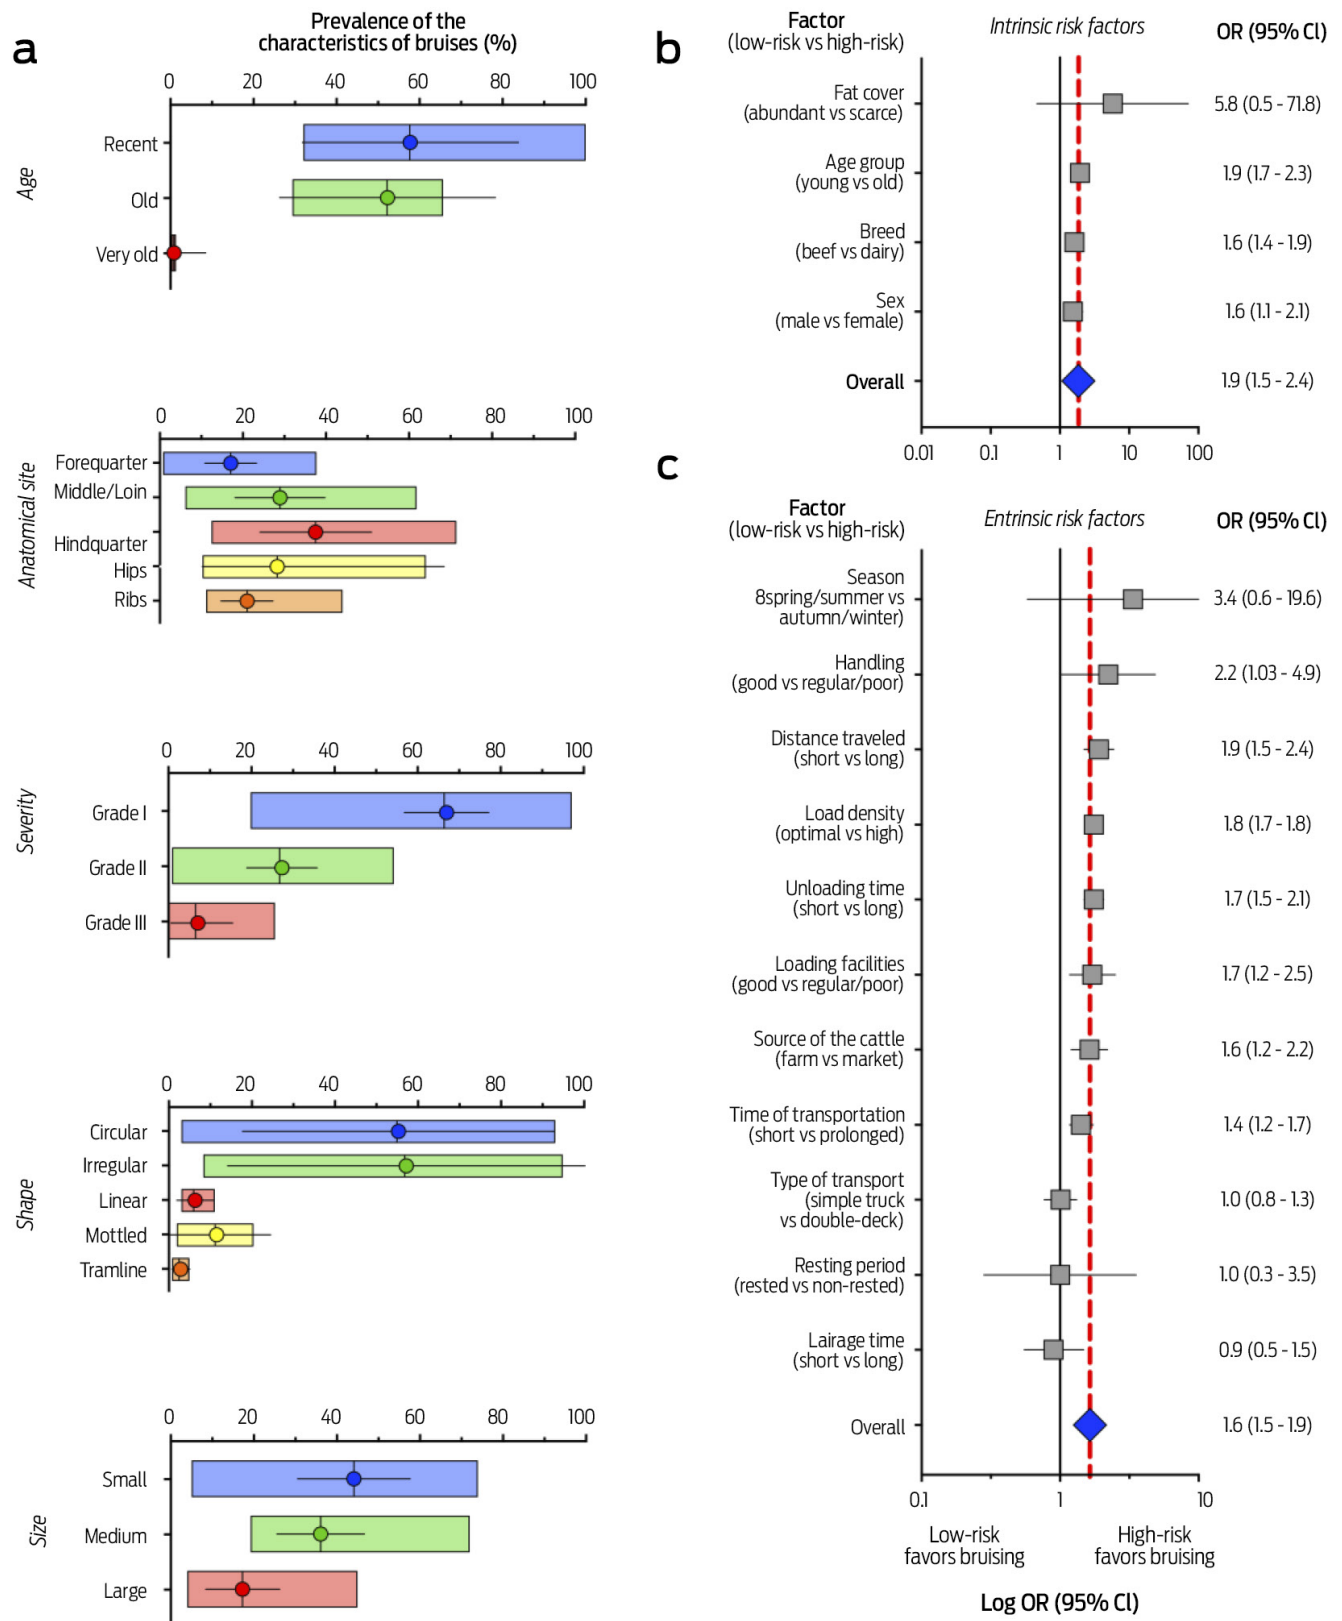 a
Prevalence of the
characteristics of bruises (%)
0 20 40 60 80 100
Age
Recent
Old
Very old
0 20 40 60 80 100
Anatomical site
Forequarter
Middle/Loin
Hindquarter
Hips
Ribs
0 20 40 60 80 100
Severity
Grade I
Grade II
Grade III
0 20 40 60 80 100
Shape
Circular
Irregular
Linear
Mottled
Tramline
0 20 40 60 80 100
Size
Small
Medium
Large
b
Factor
(low-risk vs high-risk)
Intrinsic risk factors
OR (95% Cl)
Fat cover
(abundant vs scarce)
5.8 (0.5 - 71.8)
Age group
(young vs old)
1.9 (1.7 - 2.3)
Breed
(beef vs dairy)
1.6 (1.4 - 1.9)
Sex
(male vs female)
1.6 (1.1 - 2.1)
Overall
1.9 (1.5 - 2.4)
0.01 0.1 1 10 100
c
Factor
(low-risk vs high-risk)
Entrinsic risk factors
OR (95% Cl)
Season
8spring/summer vs
autumn/winter)
3.4 (0.6 - 19.6)
Handling
(good vs regular/poor)
2.2 (1.03 - 4.9)
Distance traveled
(short vs long)
1.9 (1.5 - 2.4)
Load density
(optimal vs high)
1.8 (1.7 - 1.8)
Unloading time
(short vs long)
1.7 (1.5 - 2.1)
Loading facilities
(good vs regular/poor)
1.7 (1.2 - 2.5)
Source of the cattle
(farm vs market)
1.6 (1.2 - 2.2)
Time of transportation
(short vs prolonged)
1.4 (1.2 - 1.7)
Type of transport
(simple truck
vs double-deck)
1.0 (0.8 - 1.3)
Resting period
(rested vs non-rested)
1.0 (0.3 - 3.5)
Lairage time
(short vs long)
0.9 (0.5 - 1.5)
Overall
1.6 (1.5 - 1.9)
0.1 1 10
Low-risk
favors bruising
High-risk
favors bruising
Log OR (95% Cl)